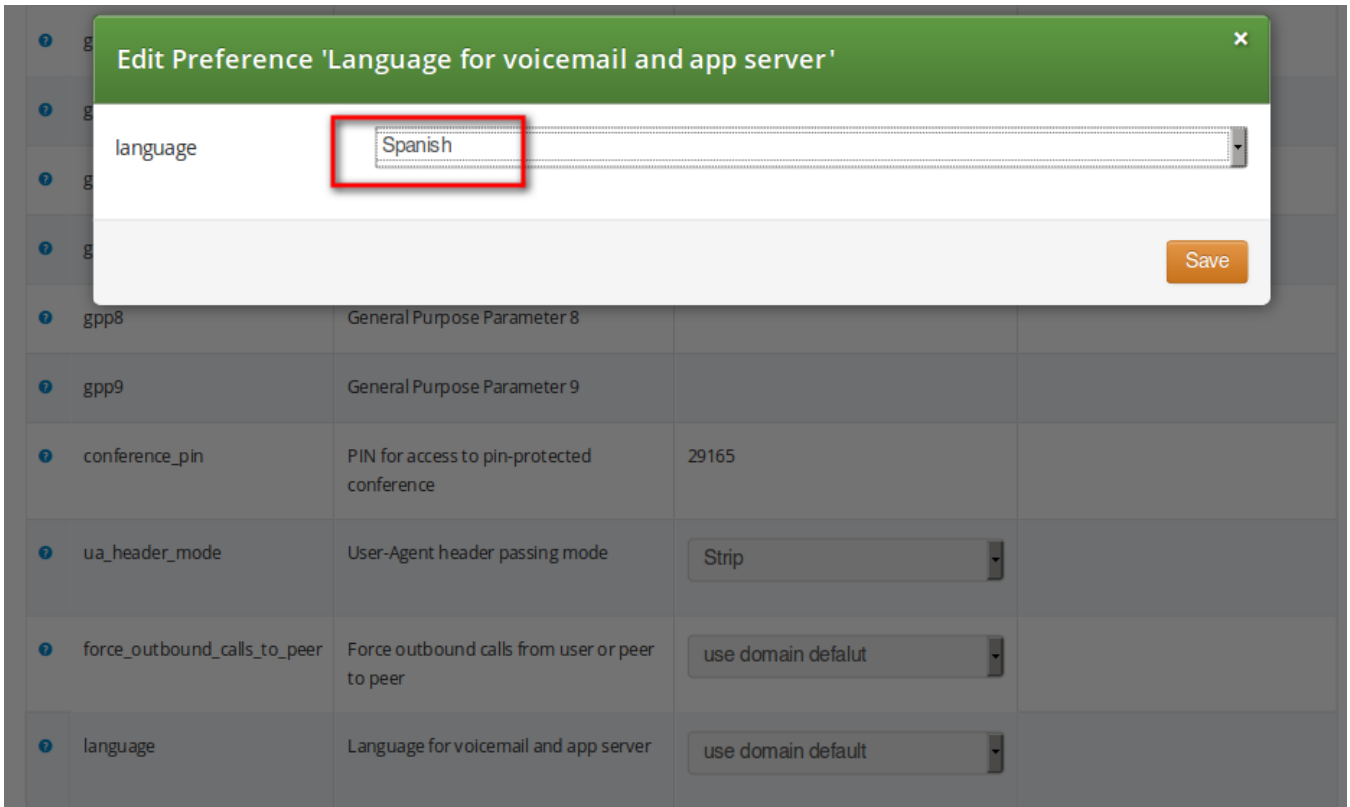 Edit Preference 'Language for voicemail and app server'
×
language
Spanish
Save
g
g
g
g
gpp8 General Purpose Parameter 8
gpp9 General Purpose Parameter 9
conference_pin PIN for access to pin-protected 29165
conference
ua_header_mode User-Agent header passing mode Strip
force_outbound_calls_to_peer Force outbound calls from user or peer use domain defalut
to peer
language Language for voicemail and app server use domain default